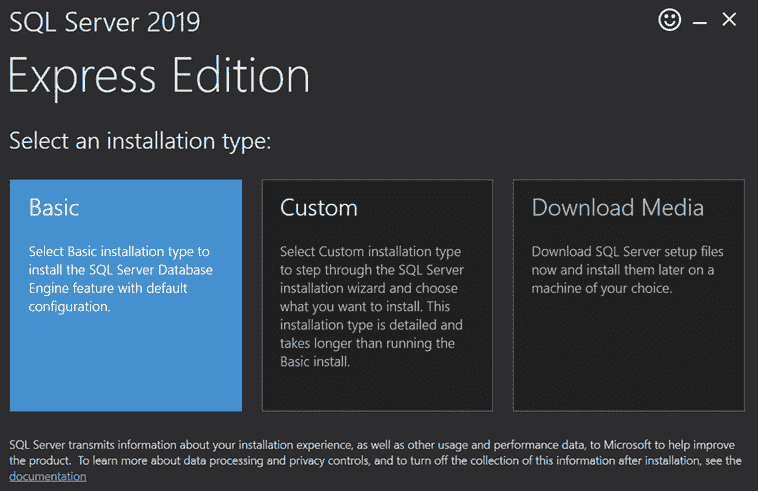 SQL Server 2019
Express Edition
Select an installation type:
Basic
Select Basic installation type to
install the SQL Server Database
Engine feature with default
configuration.
Custom
Select Custom installation type
to step through the SQL Server
installation wizard and choose
what you want to install. This
installation type is detailed and
takes longer than running the
Basic install.
Download Media
Download SQL Server setup files
now and install them later on a
machine of your choice.
SQL Server transmits information about your installation experience, as well as other usage and performance data, to Microsoft to help improve
the product.  To learn more about data processing and privacy controls, and to turn off the collection of this information after installation, see the
documentation